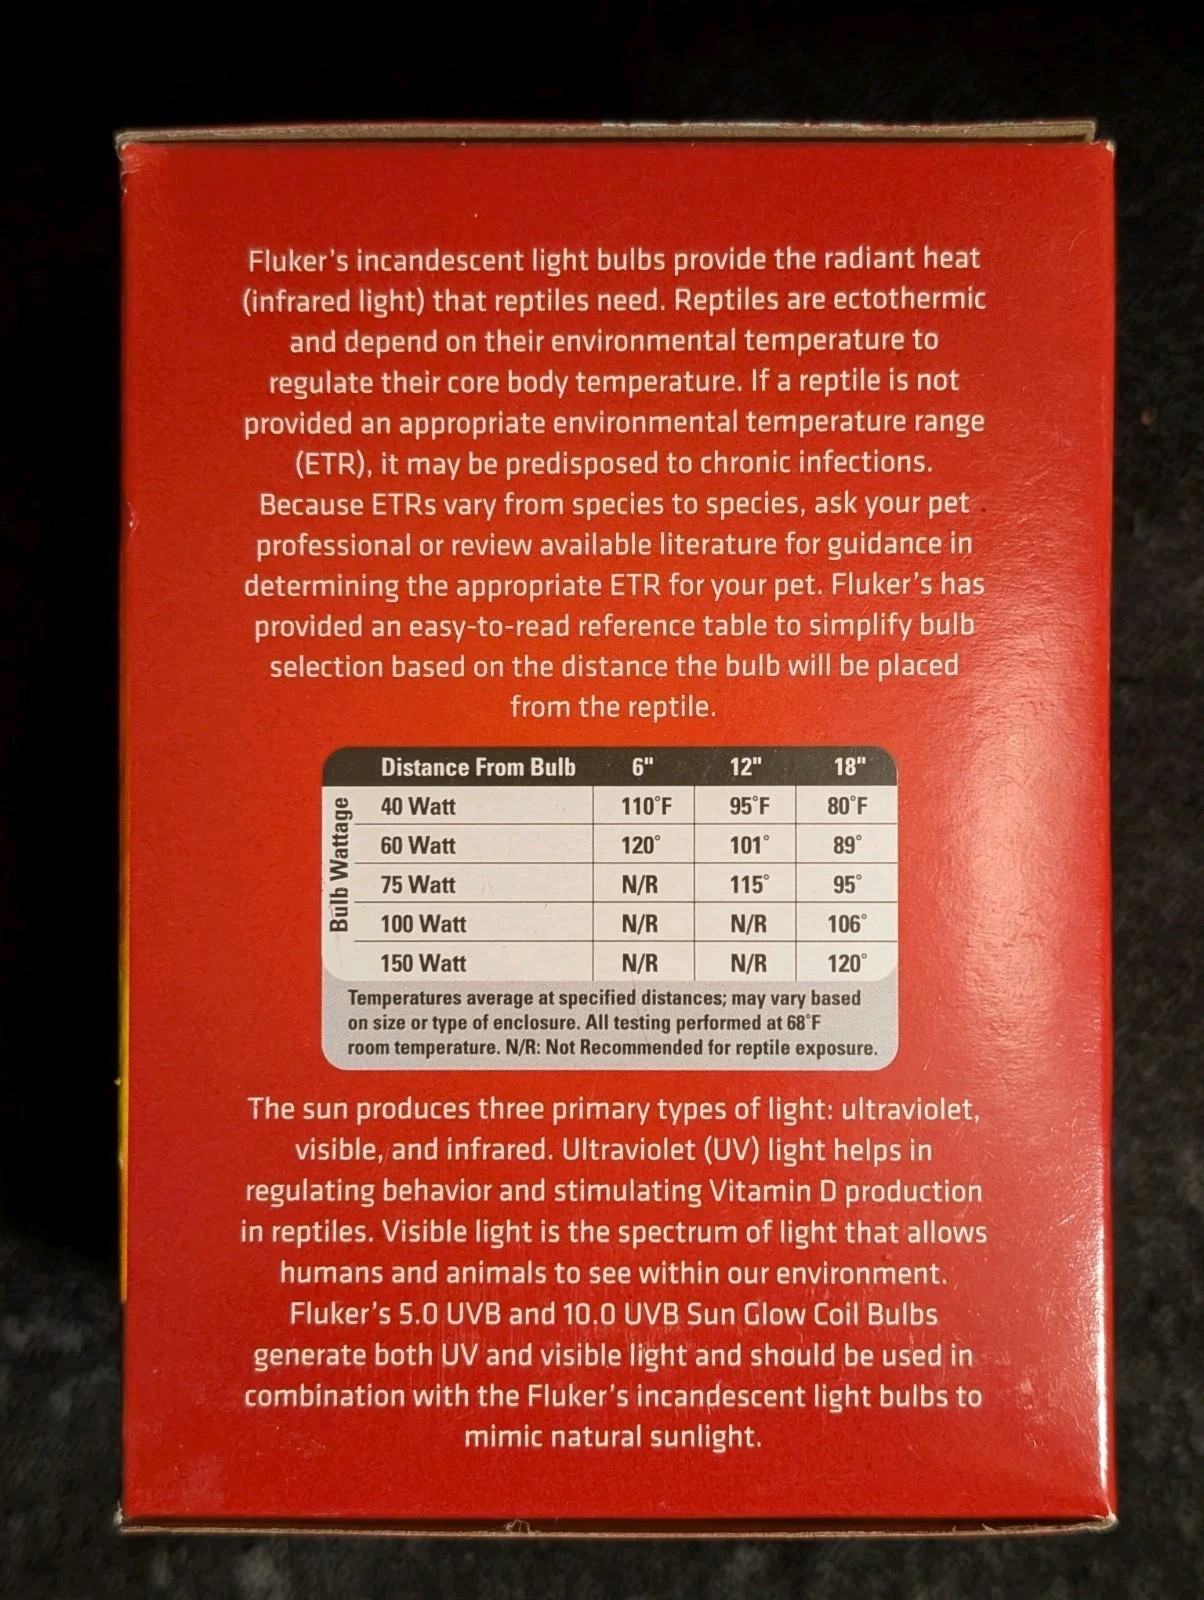 Fluker's incandescent light bulbs provide the radiant heat
(infrared light) that reptiles need. Reptiles are ectothermic
and depend on their environmental temperature to
regulate their core body temperature. If a reptile is not
provided an appropriate environmental temperature range
(ETR), it may be predisposed to chronic infections.
Because ETRs vary from species to species, ask your pet
professional or review available literature for guidance in
determining the appropriate ETR for your pet. Fluker's has
provided an easy-to-read reference table to simplify bulb
selection based on the distance the bulb will be placed
from the reptile.
Distance From Bulb 6" 12" 18"
Bulb Wattage
40 Watt 110°F 95°F 80°F
60 Watt 120° 101° 89°
75 Watt N/R 115° 95°
100 Watt N/R N/R 106°
150 Watt N/R N/R 120°
Temperatures average at specified distances; may vary based
on size or type of enclosure. All testing performed at 68°F
room temperature. N/R: Not Recommended for reptile exposure.
The sun produces three primary types of light: ultraviolet,
visible, and infrared. Ultraviolet (UV) light helps in
regulating behavior and stimulating Vitamin D production
in reptiles. Visible light is the spectrum of light that allows
humans and animals to see within our environment.
Fluker's 5.0 UVB and 10.0 UVB Sun Glow Coil Bulbs
generate both UV and visible light and should be used in
combination with the Fluker's incandescent light bulbs to
mimic natural sunlight.